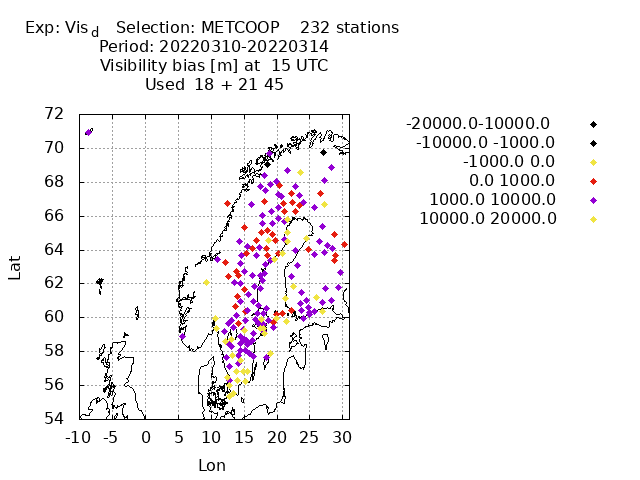 Exp: Vis d   Selection: METCOOP    232 stations
Period: 20220310-20220314
Visibility bias [m] at  15 UTC
Used  18 + 21 45
-20000.0-10000.0
-10000.0 -1000.0
-1000.0 0.0
0.0 1000.0
1000.0 10000.0
10000.0 20000.0
72
70
68
66
64
62
60
58
56
54
Lat
-10 -5 0 5 10 15 20 25 30
Lon